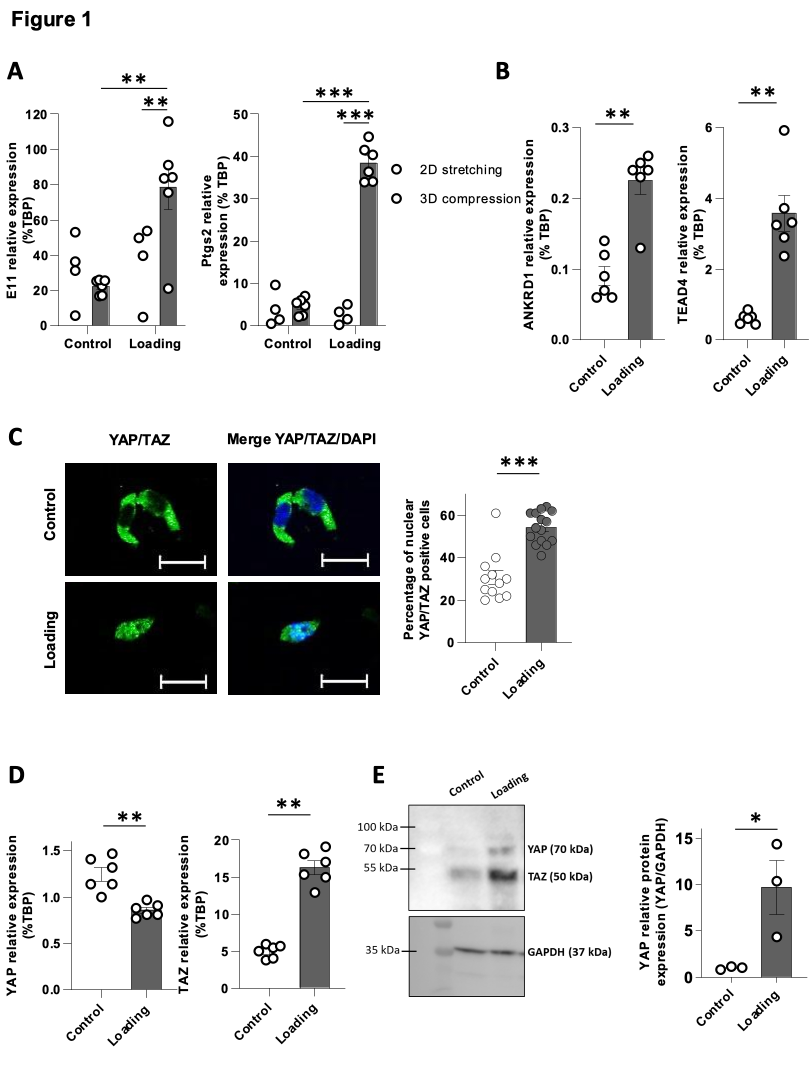 Figure 1
A
**
**
E11 relative expression
(%TBP)
120
100
80
60
40
20
0
Control
Loading
***
***
Ptgs2 relative
expression (% TBP)
50
40
30
20
10
0
Control
Loading
2D stretching
3D compression
B
**
ANKRD1 relative expression
(% TBP)
0.3
0.2
0.1
0.0
Control
Loading
**
TEAD4 relative expression
(% TBP)
6
4
2
0
Control
Loading
C
YAP/TAZ
Merge YAP/TAZ/DAPI
Control
Loading
***
Percentage of nuclear
YAP/TAZ positive cells
60
40
20
0
Control
Loading
D
**
YAP relative expression
(%TBP)
1.5
1.0
0.5
0.0
Control
Loading
**
TAZ relative expression
(%TBP)
20
15
10
5
0
Control
Loading
E
Control
Loading
100 kDa
70 kDa
55 kDa
YAP (70 kDa)
TAZ (50 kDa)
35 kDa
GAPDH (37 kDa)
*
YAP relative protein
expression (YAP/GAPDH)
15
10
5
0
Control
Loading